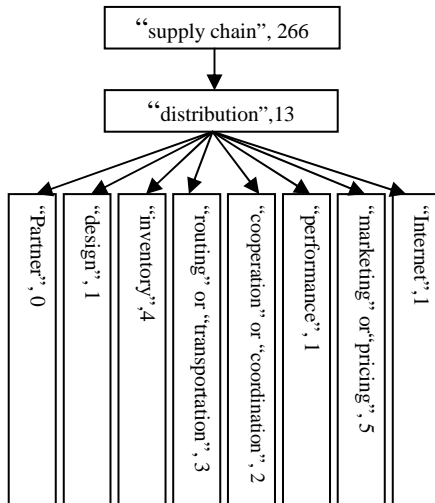 “supply chain”, 266
“distribution”,13
“Partner”, 0
“design”, 1
“inventory”,4
“routing” or
“transportation”, 3
“cooperation” or
“coordination”, 2
“performance”, 1
“marketing” or“pricing”, 5
“Internet”,1